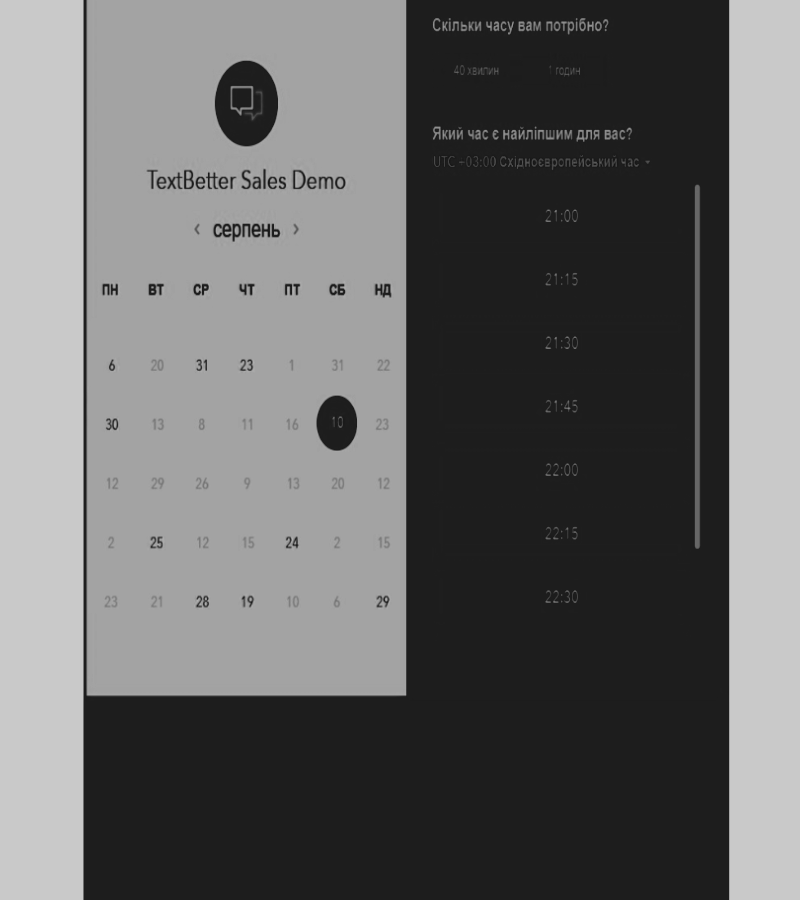 TextBetter Sales Demo
‹ серпень ›
ПН ВТ СР ЧТ ПТ СБ НД
6 20 31 23 1 31 22
30 13 8 11 16 10 23
12 29 26 9 13 20 12
2 25 12 15 24 2 15
23 21 28 19 10 6 29
Скільки часу вам потрібно?
40 хвилин 1 годин
Який час є найліпшим для вас?
UTC +03:00 Східноєвропейський час
21:00
21:15
21:30
21:45
22:00
22:15
22:30